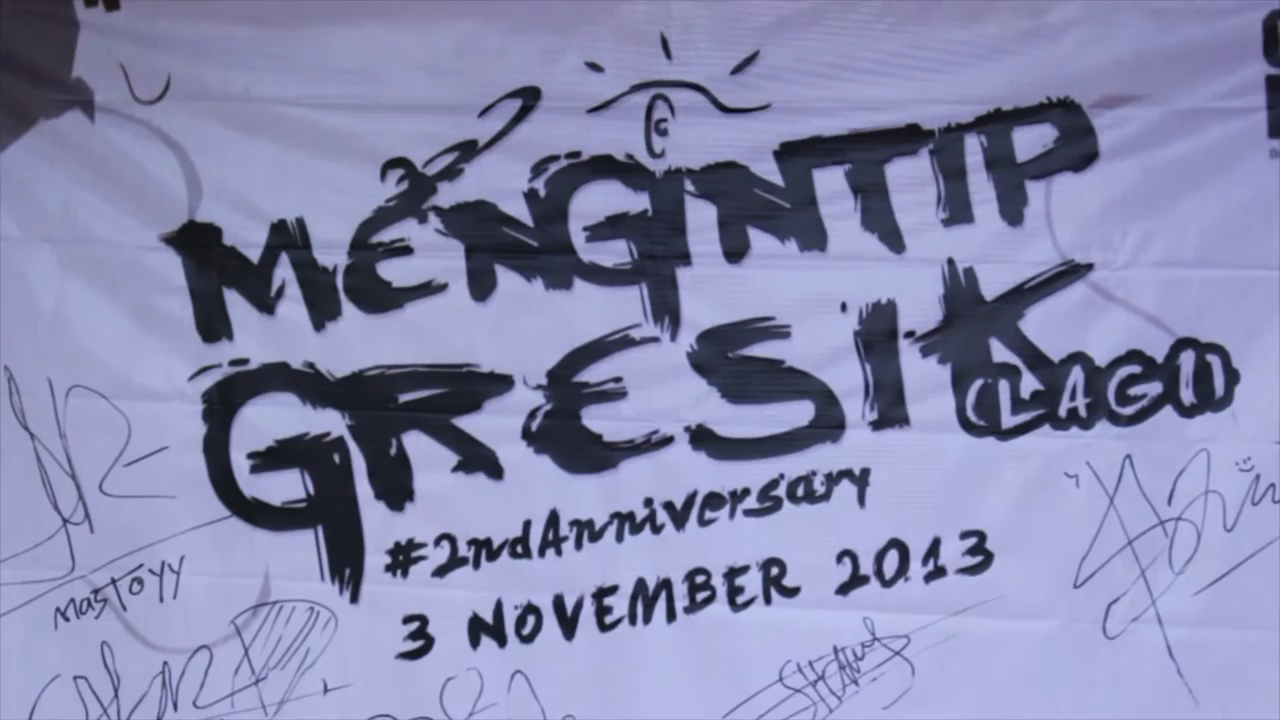 MENGINTIP
GRESIK
(LAGI)
#2ndAnniversary
3 NOVEMBER 2013
MASTOYY